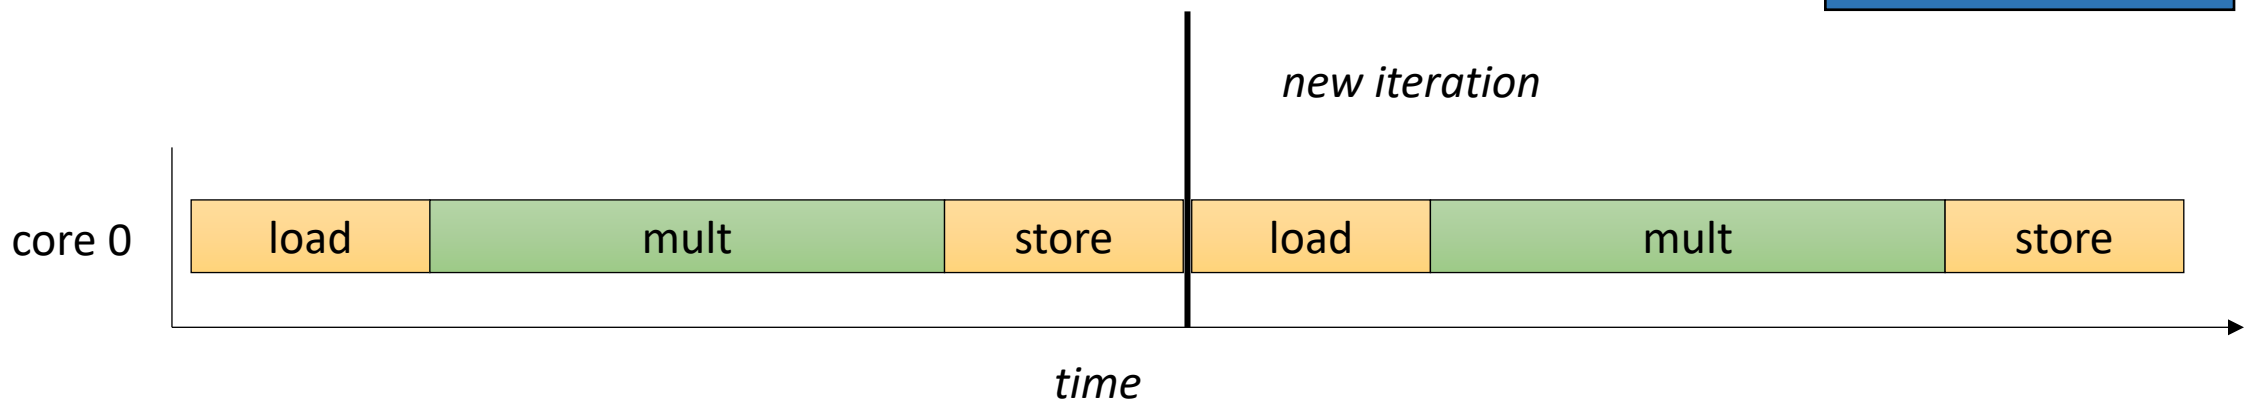 new iteration
core 0 load mult store load mult store
time